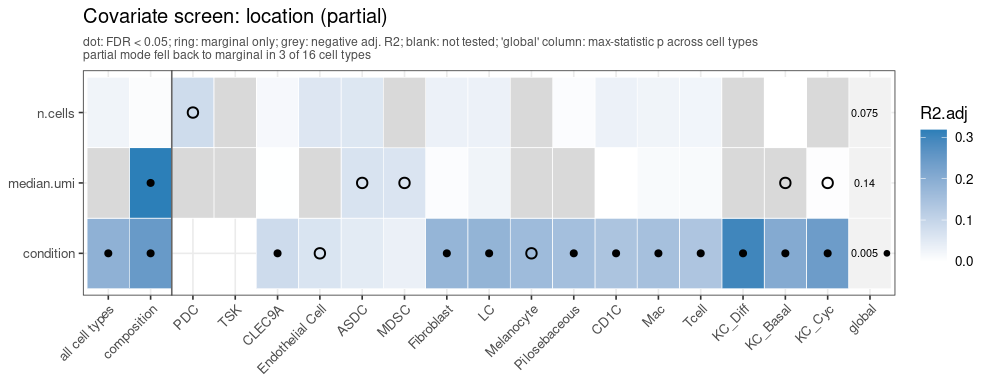 Covariate screen: location (partial)
dot: FDR < 0.05; ring: marginal only; grey: negative adj. R2; blank: not tested; 'global' column: max-statistic p across cell types
partial mode fell back to marginal in 3 of 16 cell types
n.cells
0.075
median.umi
0.14
condition
0.005
R2.adj
0.3
0.2
0.1
0.0
all cell types
composition
PDC
TSK
CLEC9A
Endothelial Cell
ASDC
MDSC
Fibroblast
LC
Melanocyte
Pilosebaceous
CD1C
Mac
Tcell
KC_Diff
KC_Basal
KC_Cyc
global